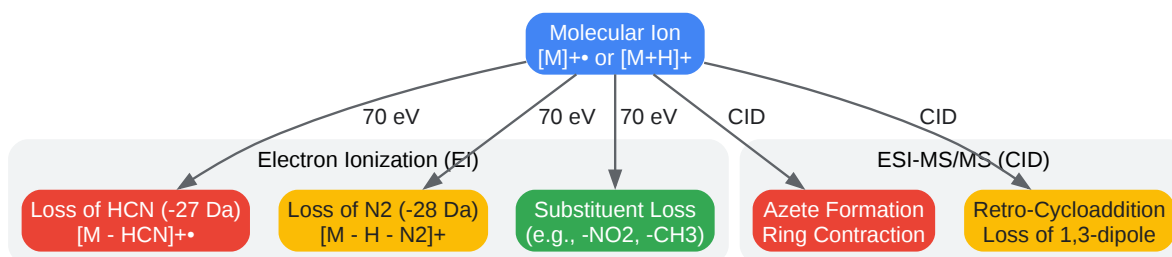 Molecular Ion
[M]+• or [M+H]+
70 eV
70 eV
70 eV
CID
CID
Electron Ionization (EI)
ESI-MS/MS (CID)
Loss of HCN (-27 Da)
[M - HCN]+•
Loss of N2 (-28 Da)
[M - H - N2]+
Substituent Loss
(e.g., -NO2, -CH3)
Azete Formation
Ring Contraction
Retro-Cycloaddition
Loss of 1,3-dipole